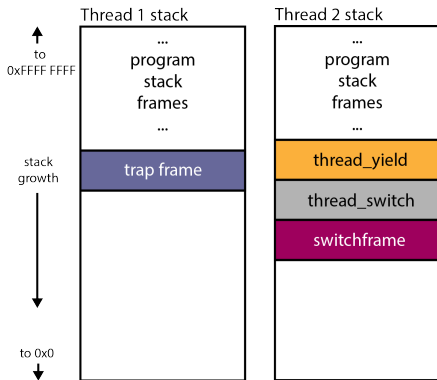 Thread 1 stack
Thread 2 stack
to
0xFFFF FFFF
...
program
stack
frames
...
...
program
stack
frames
...
stack
growth
trap frame
thread_yield
thread_switch
switchframe
to 0x0